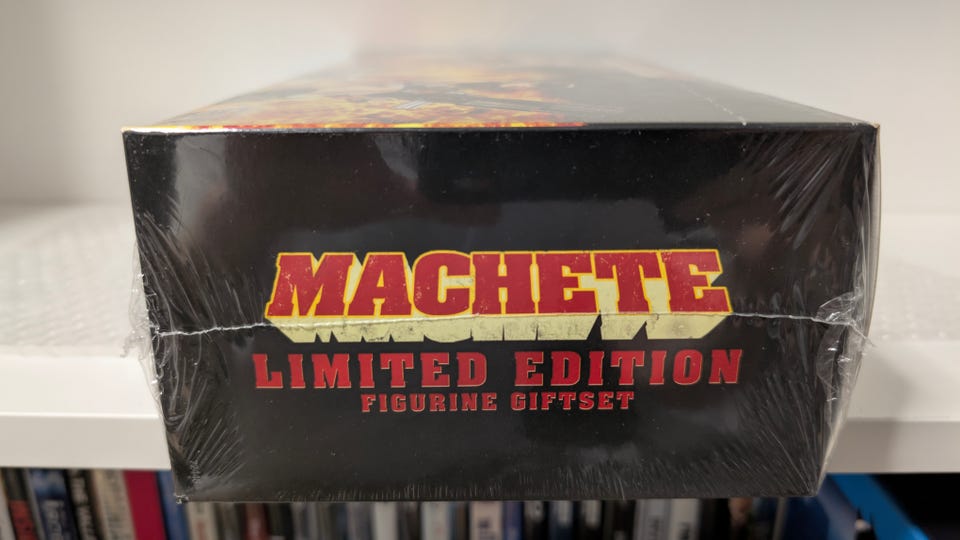 MACHETE
LIMITED EDITION
FIGURINE GIFTSET